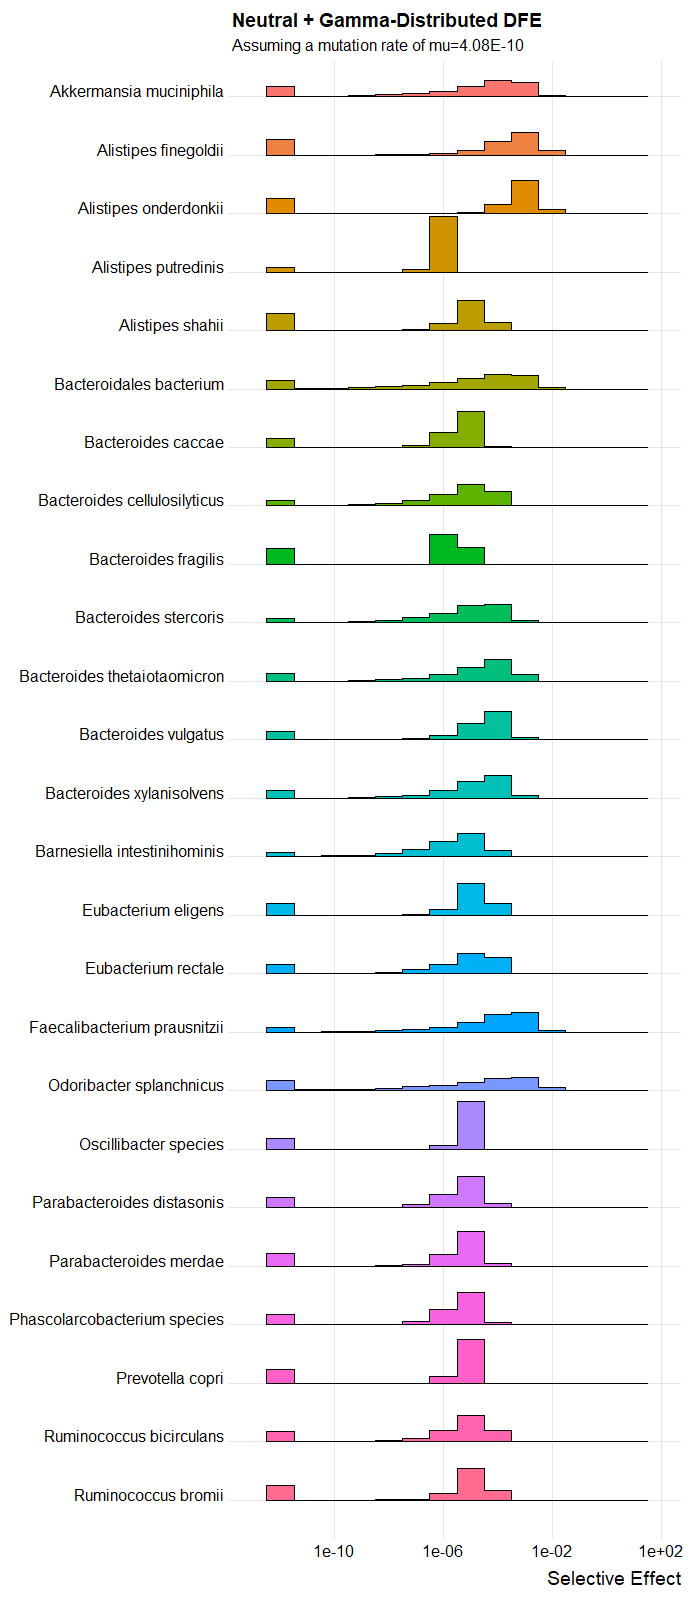 Neutral + Gamma-Distributed DFE
Assuming a mutation rate of mu=4.08E-10
Akkermansia muciniphila
Alistipes finegoldii
Alistipes onderdonkii
Alistipes putredinis
Alistipes shahii
Bacteroidales bacterium
Bacteroides caccae
Bacteroides cellulosilyticus
Bacteroides fragilis
Bacteroides stercoris
Bacteroides thetaiotaomicron
Bacteroides vulgatus
Bacteroides xylanisolvens
Barnesiella intestinihominis
Eubacterium eligens
Eubacterium rectale
Faecalibacterium prausnitzii
Odoribacter splanchnicus
Oscillibacter species
Parabacteroides distasonis
Parabacteroides merdae
Phascolarcobacterium species
Prevotella copri
Ruminococcus bicirculans
Ruminococcus bromii
1e-10 1e-06 1e-02 1e+02
Selective Effect